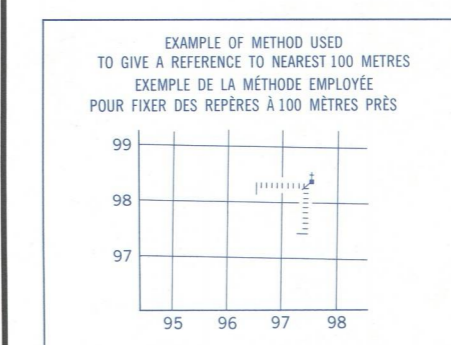 EXAMPLE OF METHOD USED
TO GIVE A REFERENCE TO NEAREST 100 METRES
EXEMPLE DE LA MÉTHODE EMPLOYÉE
POUR FIXER DES REPÈRES À 100 MÈTRES PRÈS
99
98
97
95 96 97 98